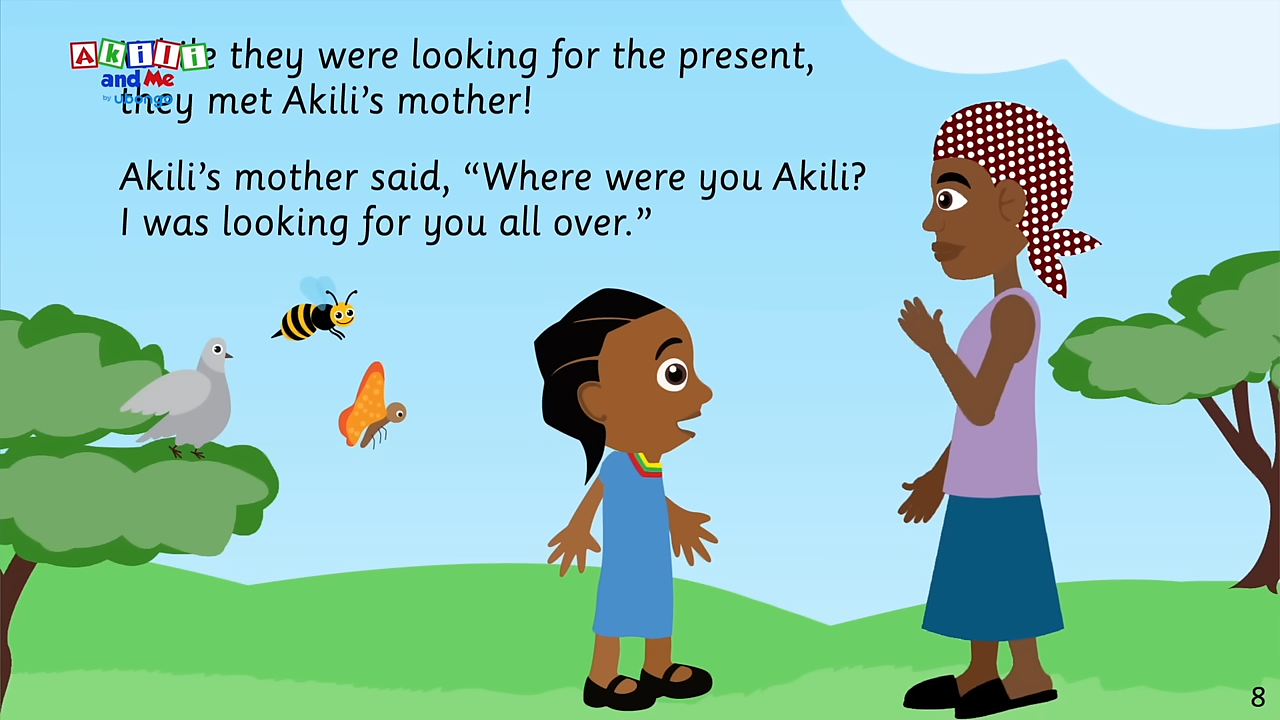 Akili
and Me
by ubongo
they were looking for the present,
they met Akili’s mother!
Akili’s mother said, “Where were you Akili?
I was looking for you all over.”
8